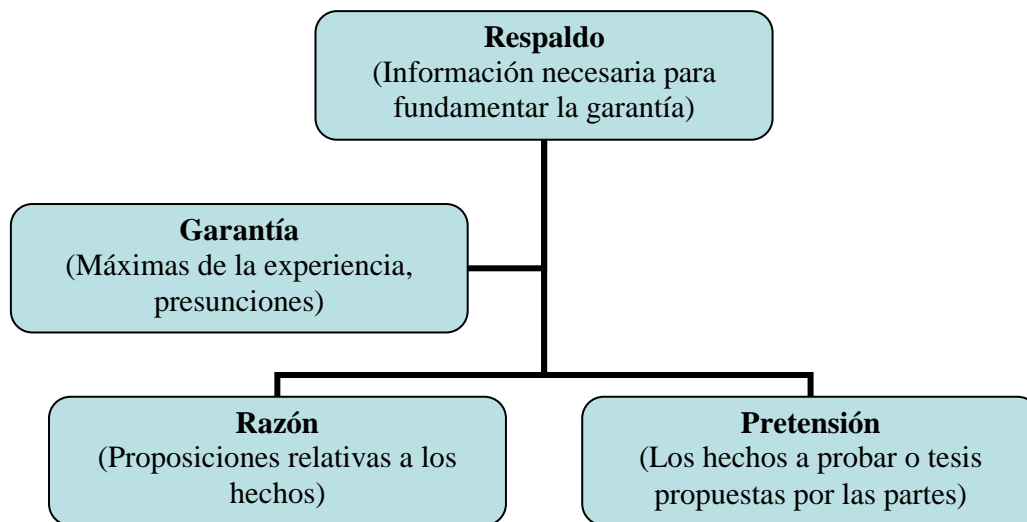 Respaldo
(Información necesaria para
fundamentar la garantía)
Garantía
(Máximas de la experiencia,
presunciones)
Razón
(Proposiciones relativas a los
hechos)
Pretensión
(Los hechos a probar o tesis
propuestas por las partes)